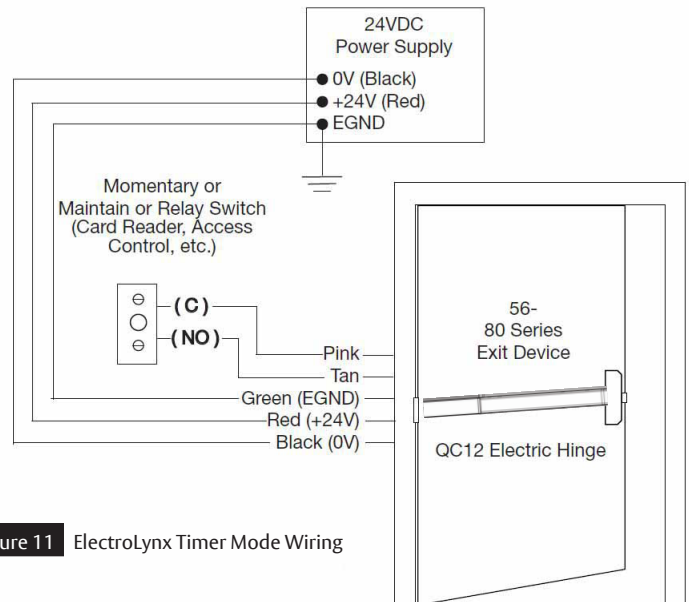 24VDC
Power Supply
0V (Black)
+24V (Red)
EGND
Momentary or
Maintain or Relay Switch
(Card Reader, Access
Control, etc.)
(C)
(NO)
Pink
Tan
Green (EGND)
Red (+24V)
Black (0V)
56-
80 Series
Exit Device
QC12 Electric Hinge
ure 11 ElectroLynx Timer Mode Wiring